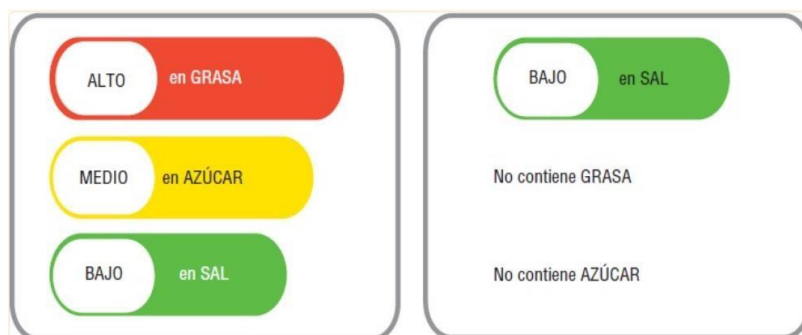 ALTO en GRASA
MEDIO en AZÚCAR
BAJO en SAL
BAJO en SAL
No contiene GRASA
No contiene AZÚCAR